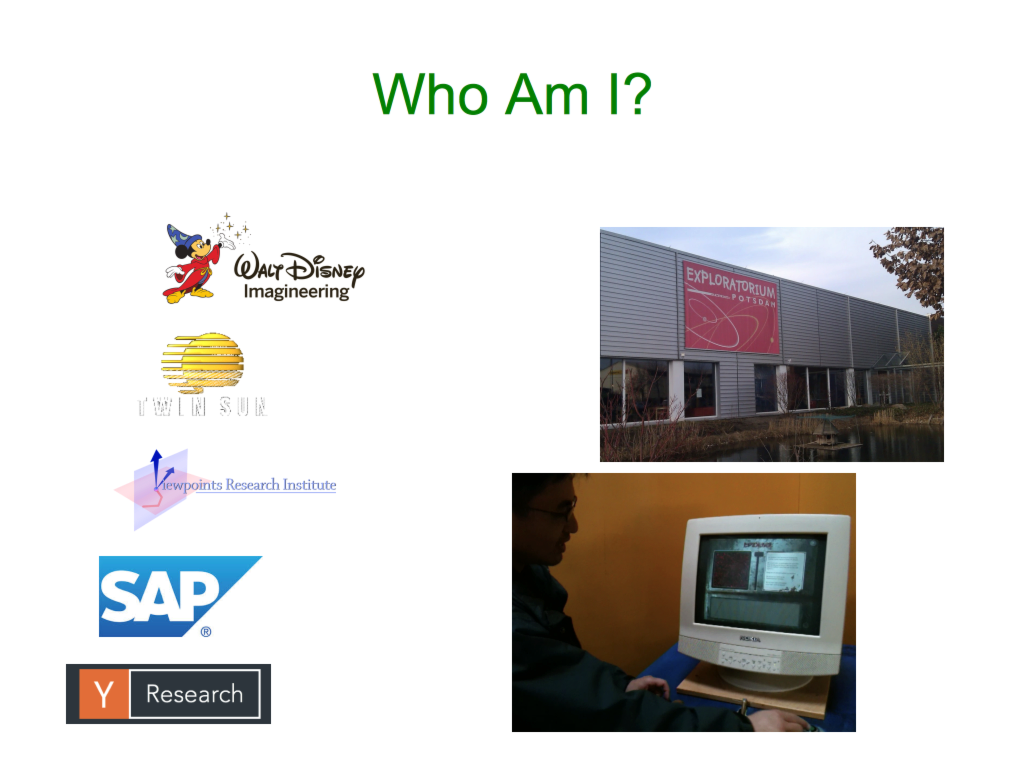 Who Am I?
WALT DISNEY
Imagineering
TWIN SUN
Viewpoints Research Institute
SAP
®
Y Research
EXPLORATORIUM
POTSDAM